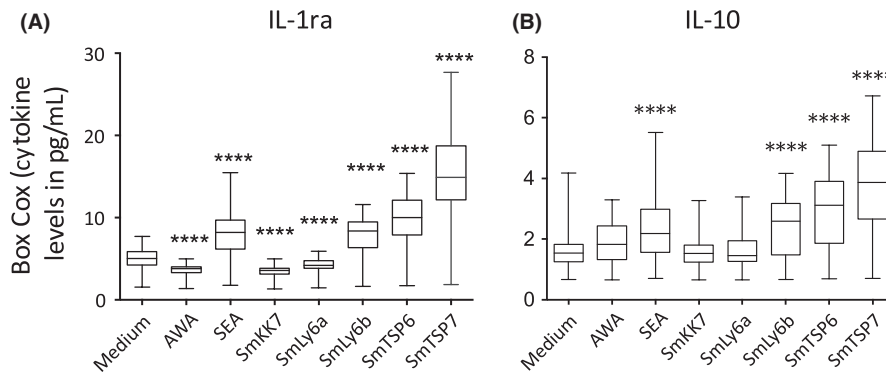 (A)
IL-1ra
Box Cox (cytokine
levels in pg/mL)
30
20
10
0
****
****
****
****
****
****
****
Medium
AWA
SEA
SmKK7
SmLy6a
SmLy6b
SmTSP6
SmTSP7
(B)
IL-10
8
6
4
2
0
****
****
****
****
Medium
AWA
SEA
SmKK7
SmLy6a
SmLy6b
SmTSP6
SmTSP7